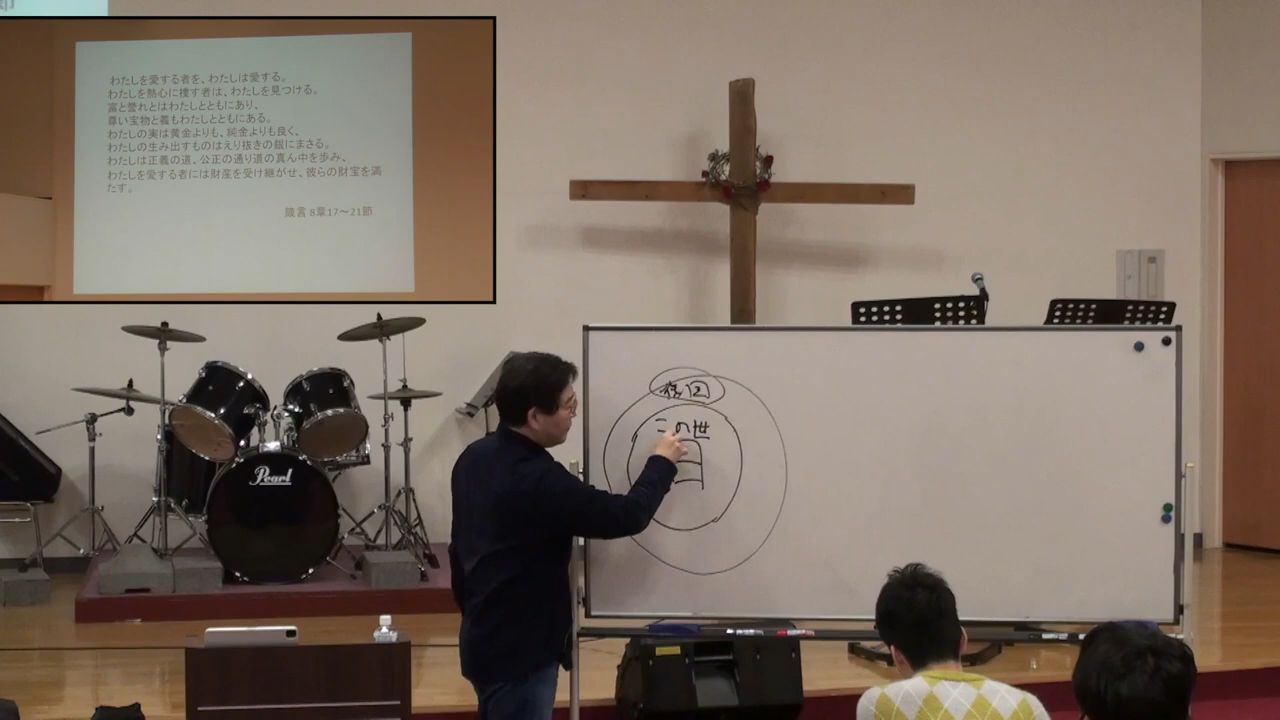 節
わたしを愛する者を、わたしは愛する。
わたしを熱心に捜す者は、わたしを見つける。
富と誉れとはわたしとともにあり、
尊い宝物と義もわたしとともにある。
わたしの実は黄金よりも、純金よりも良く、
わたしの生み出すものはえり抜きの銀にまさる。
わたしは正義の道、公正の通り道の真ん中を歩み、
わたしを愛する者には財産を受け継がせ、彼らの財宝を満
たす。
箴言 8章17〜21節
この世
Pearl